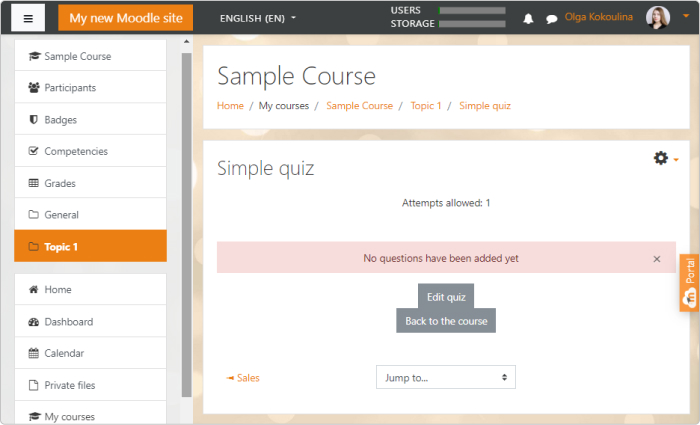 My new Moodle site
ENGLISH (EN)
USERS
STORAGE
Olga Kokoulina
Sample Course
Participants
Badges
Competencies
Grades
General
Topic 1
Home
Dashboard
Calendar
Private files
My courses
Sample Course
Home / My courses / Sample Course / Topic 1 / Simple quiz
Simple quiz
Attempts allowed: 1
No questions have been added yet
Edit quiz
Back to the course
◄ Sales
Jump to...
Portal